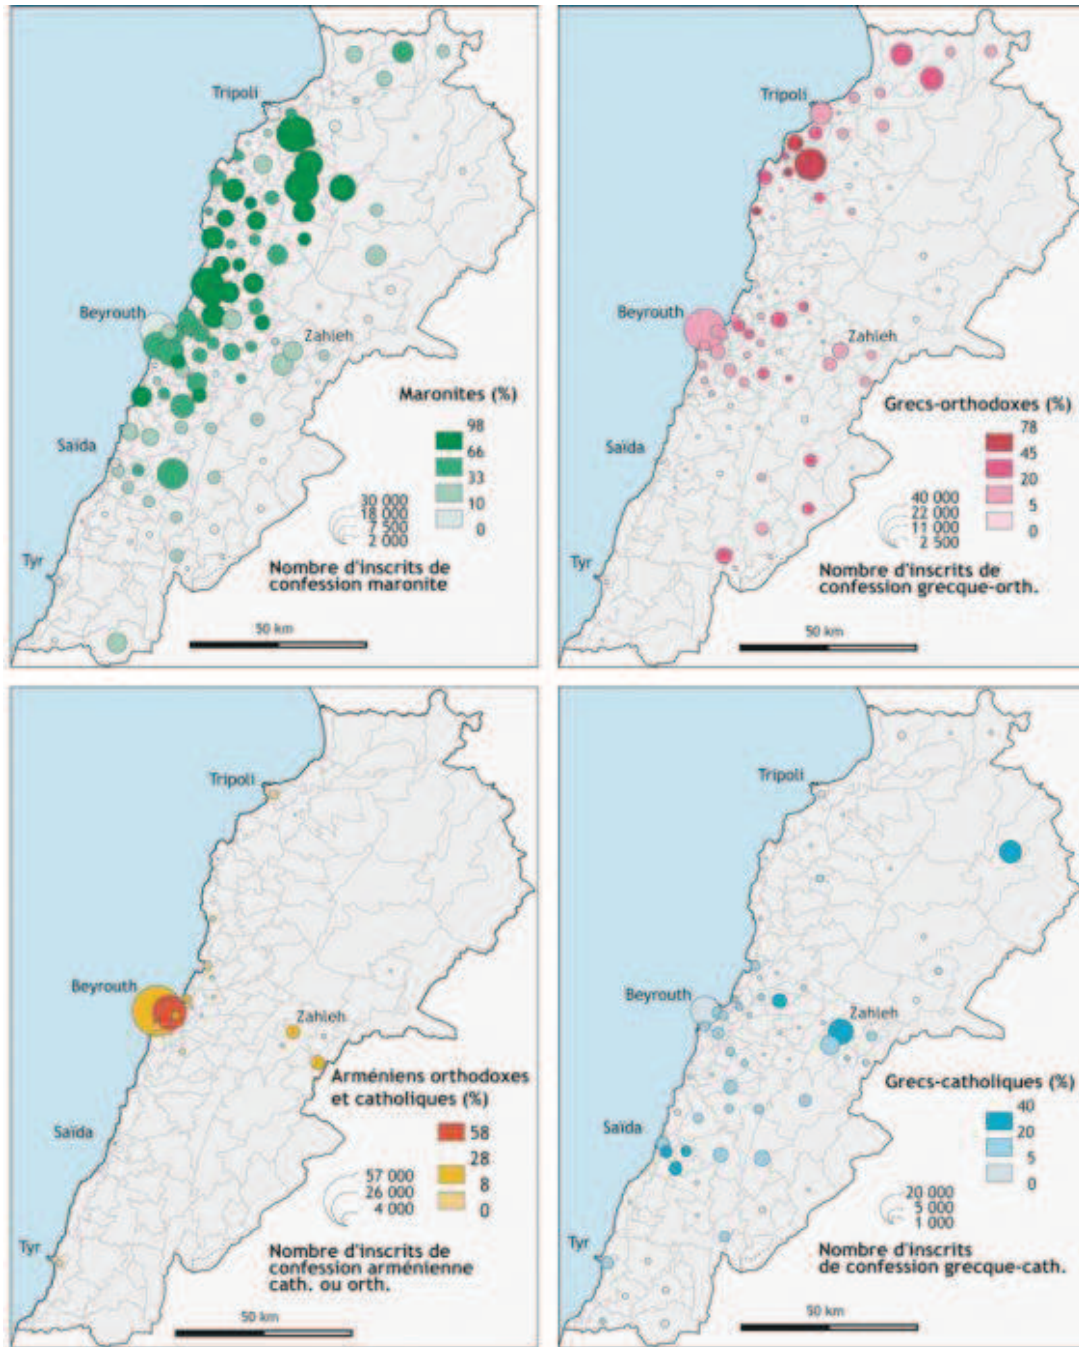 Tripoli
Beyrouth
Zahleh
Maronites (%)
98
66
33
10
0
Saïda
30 000
18 000
7 500
2 000
Tyr
Nombre d'inscrits de
confession maronite
50 km
Tripoli
Beyrouth
Zahleh
Grecs-orthodoxes (%)
78
45
20
5
0
Saïda
40 000
22 000
11 000
2 500
Tyr
Nombre d'inscrits de
confession grecque-orth.
50 km
Tripoli
Beyrouth
Zahleh
Arméniens orthodoxes
et catholiques (%)
58
28
8
0
Saïda
57 000
26 000
4 000
Tyr
Nombre d'inscrits de
confession arménienne
cath. ou orth.
50 km
Tripoli
Beyrouth
Zahleh
Grecs-catholiques (%)
40
20
5
0
Saïda
20 000
5 000
1 000
Tyr
Nombre d'inscrits
de confession grecque-cath.
50 km